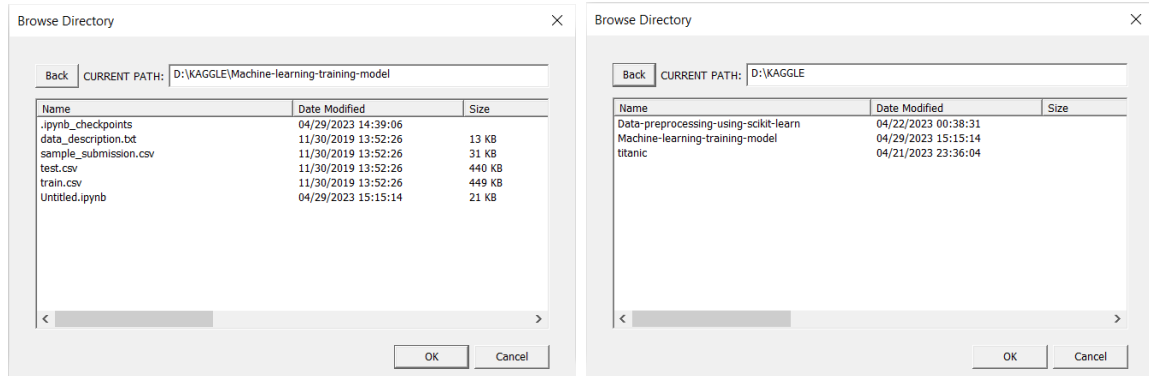 Browse Directory
Back CURRENT PATH: D:\KAGGLE\Machine-learning-training-model
Name Date Modified Size
.ipynb_checkpoints 04/29/2023 14:39:06
data_description.txt 11/30/2019 13:52:26 13 KB
sample_submission.csv 11/30/2019 13:52:26 31 KB
test.csv 11/30/2019 13:52:26 440 KB
train.csv 11/30/2019 13:52:26 449 KB
Untitled.ipynb 04/29/2023 15:15:14 21 KB
OK Cancel
Browse Directory
Back CURRENT PATH: D:\KAGGLE
Name Date Modified Size
Data-preprocessing-using-scikit-learn 04/22/2023 00:38:31
Machine-learning-training-model 04/29/2023 15:15:14
titanic 04/21/2023 23:36:04
OK Cancel